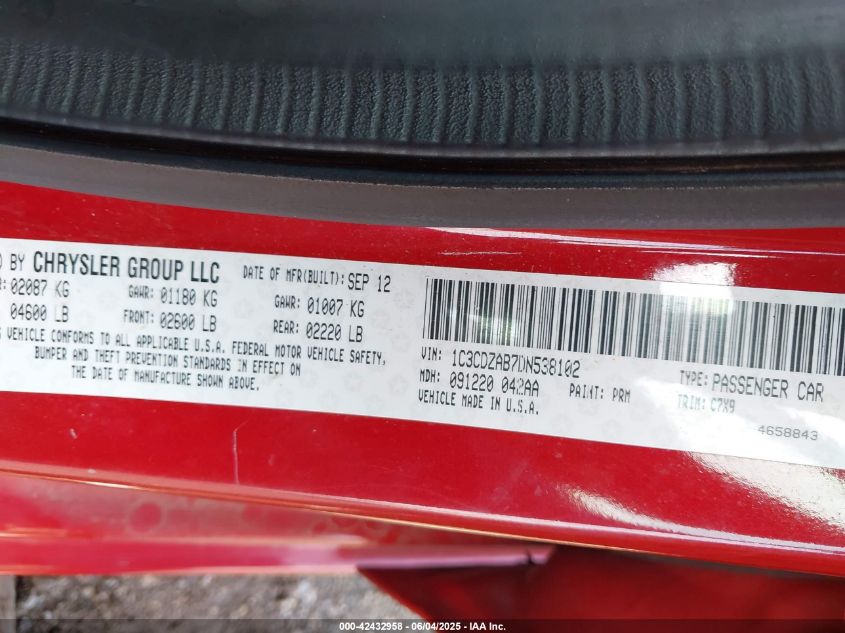 ) BY CHRYSLER GROUP LLC DATE OF MFR(BUILT): SEP 12
R: 02087 KG GAWR: 01180 KG GAWR: 01007 KG
04600 LB FRONT: 02600 LB REAR: 02220 LB
VEHICLE CONFORMS TO ALL APPLICABLE U.S.A. FEDERAL MOTOR VEHICLE SAFETY,
BUMPER AND THEFT PREVENTION STANDARDS IN EFFECT ON
THE DATE OF MANUFACTURE SHOWN ABOVE.
VIN: 1C3CDZAB7DN538102 TYPE: PASSENGER CAR
MDH: 091220 042AA PAINT: PRM TRIM: C7X9
VEHICLE MADE IN U.S.A. 4658843
000-42432958 - 06/04/2025 - © IAA Inc.